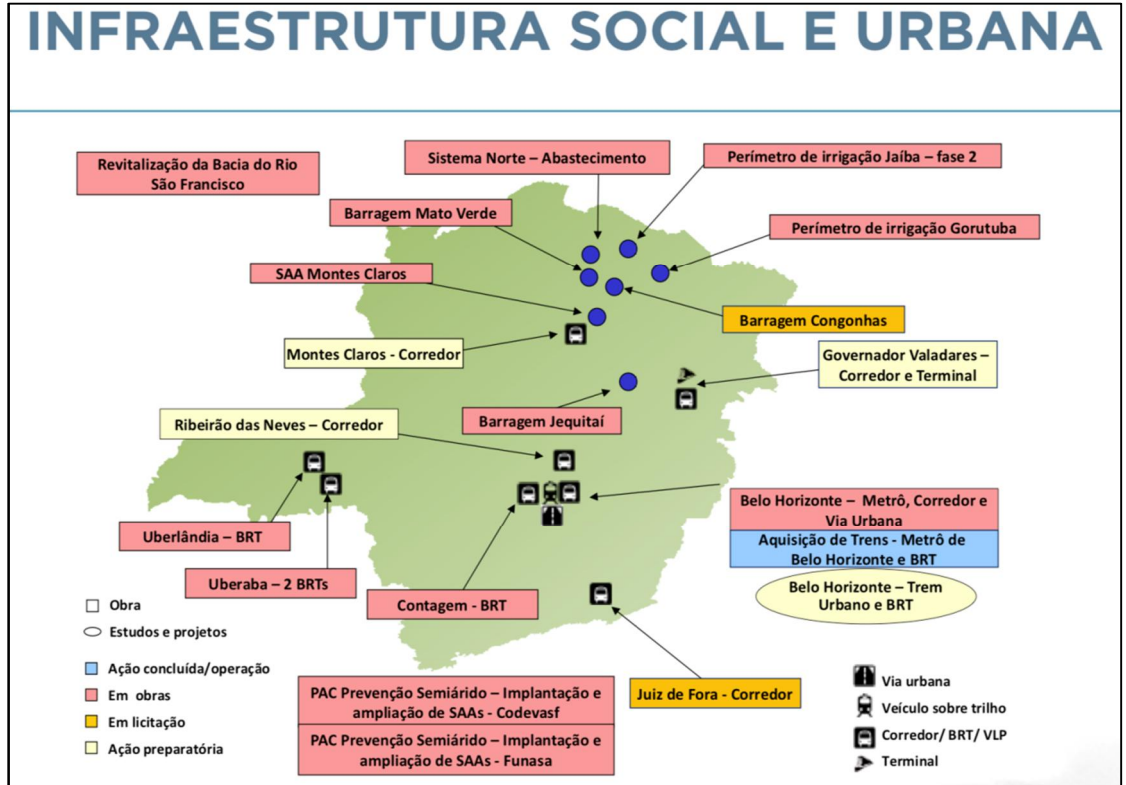 INFRAESTRUTURA SOCIAL E URBANA
Revitalização da Bacia do Rio
São Francisco
Sistema Norte – Abastecimento
Perímetro de irrigação Jaíba – fase 2
Barragem Mato Verde
Perímetro de irrigação Gorutuba
SAA Montes Claros
Barragem Congonhas
Montes Claros - Corredor
Governador Valadares –
Corredor e Terminal
Ribeirão das Neves – Corredor
Barragem Jequitaí
Belo Horizonte – Metrô, Corredor e
Via Urbana
Aquisição de Trens - Metrô de
Belo Horizonte e BRT
Belo Horizonte – Trem
Urbano e BRT
Uberlândia – BRT
Uberaba – 2 BRTs
Contagem - BRT
Obra
Estudos e projetos
Ação concluída/operação
Em obras
Em licitação
Ação preparatória
PAC Prevenção Semiárido – Implantação e
ampliação de SAAs - Codevasf
PAC Prevenção Semiárido – Implantação e
ampliação de SAAs - Funasa
Juiz de Fora - Corredor
Via urbana
Veículo sobre trilho
Corredor/ BRT/ VLP
Terminal